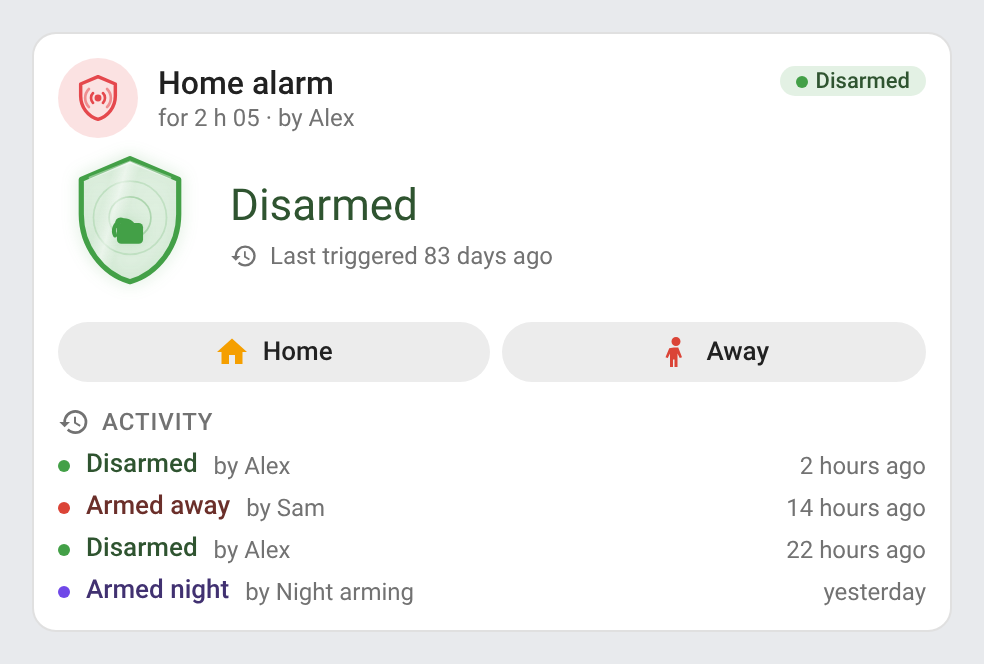 Home alarm
Disarmed
for 2 h 05 · by Alex
Disarmed
Last triggered 83 days ago
Home
Away
ACTIVITY
Disarmed by Alex 2 hours ago
Armed away by Sam 14 hours ago
Disarmed by Alex 22 hours ago
Armed night by Night arming yesterday